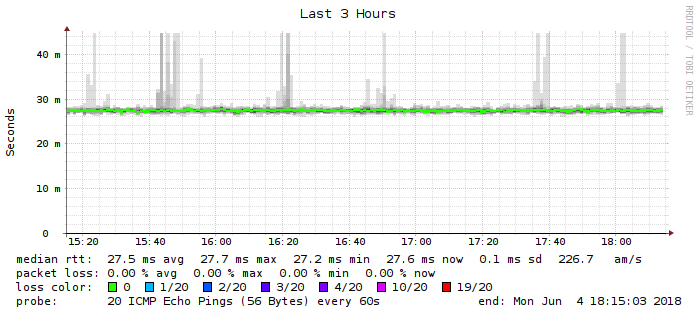 Last 3 Hours
RRDTOOL / TOBI OETIKER
Seconds
40 m
30 m
20 m
10 m
0
15:20 15:40 16:00 16:20 16:40 17:00 17:20 17:40 18:00
median rtt: 27.5 ms avg 27.7 ms max 27.2 ms min 27.6 ms now 0.1 ms sd 226.7 am/s
packet loss: 0.00 % avg 0.00 % max 0.00 % min 0.00 % now
loss color: 0 1/20 2/20 3/20 4/20 10/20 19/20
probe: 20 ICMP Echo Pings (56 Bytes) every 60s end: Mon Jun 4 18:15:03 2018